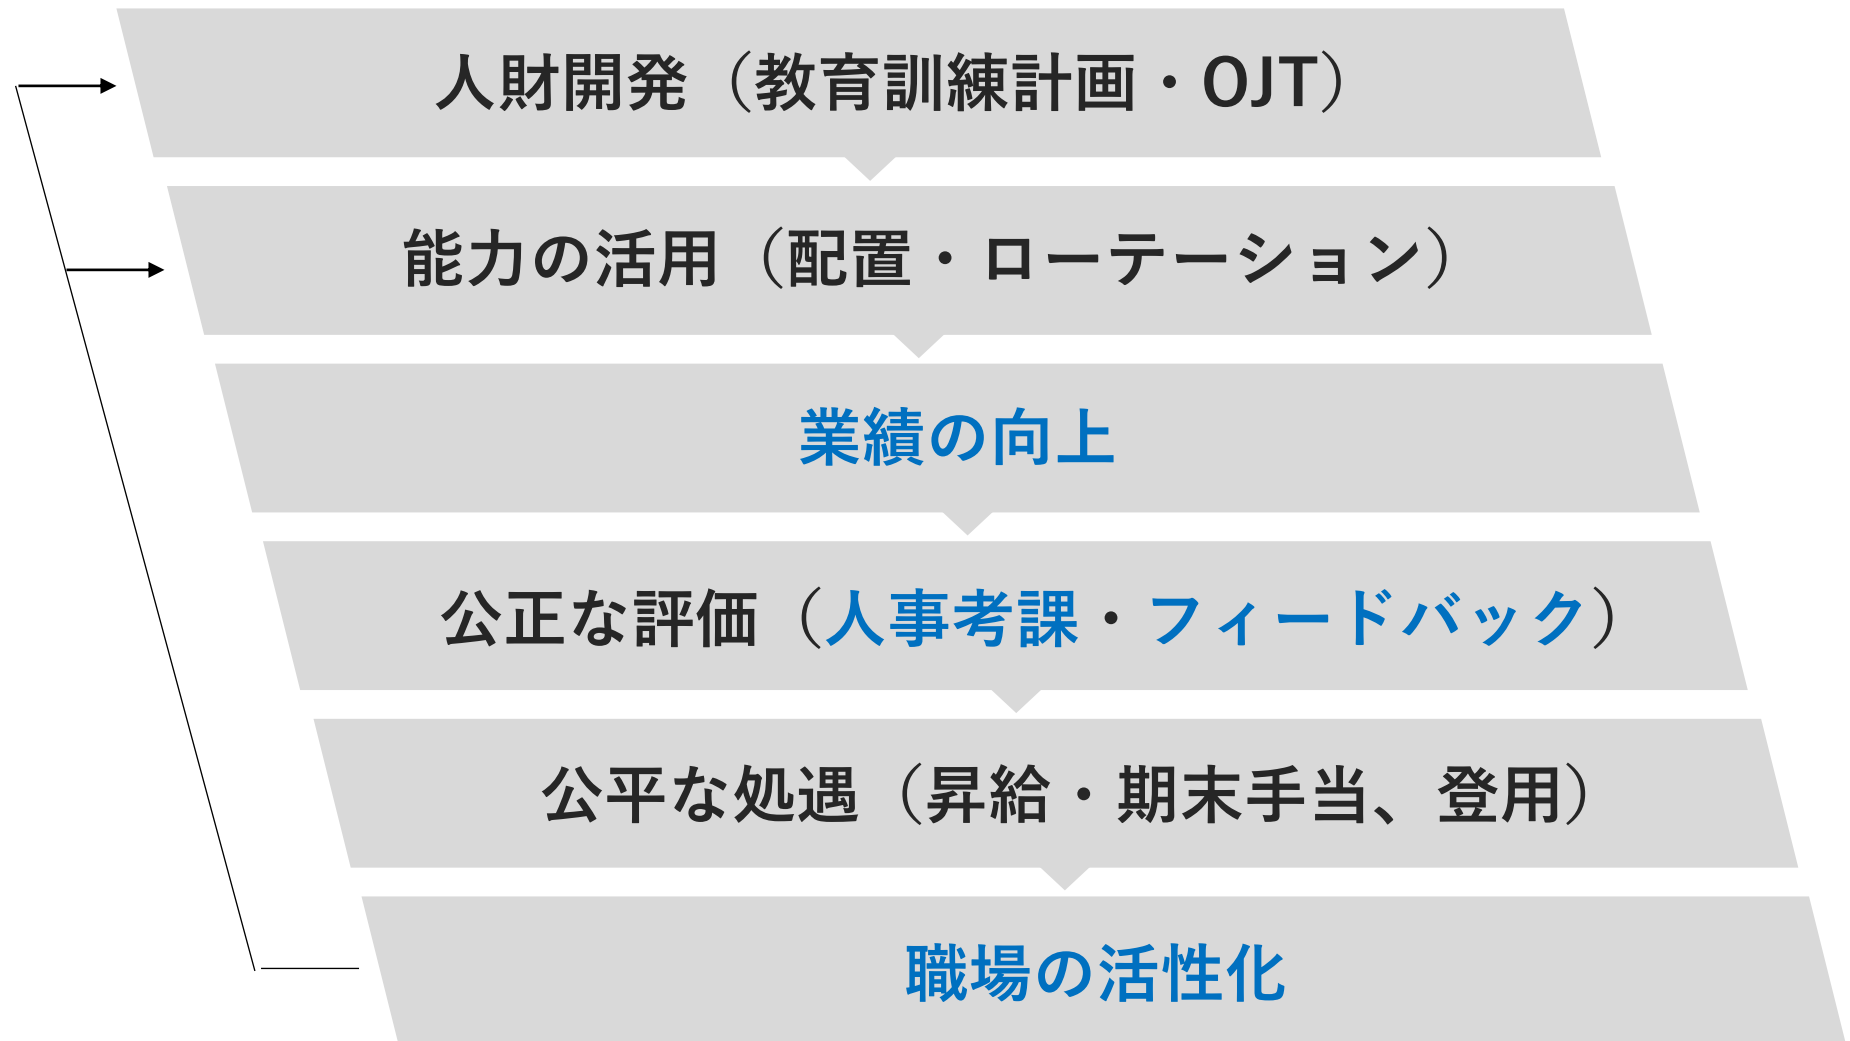 人財開発（教育訓練計画・OJT）
能力の活用（配置・ローテーション）
業績の向上
公正な評価（人事考課・フィードバック）
公平な処遇（昇給・期末手当、登用）
職場の活性化